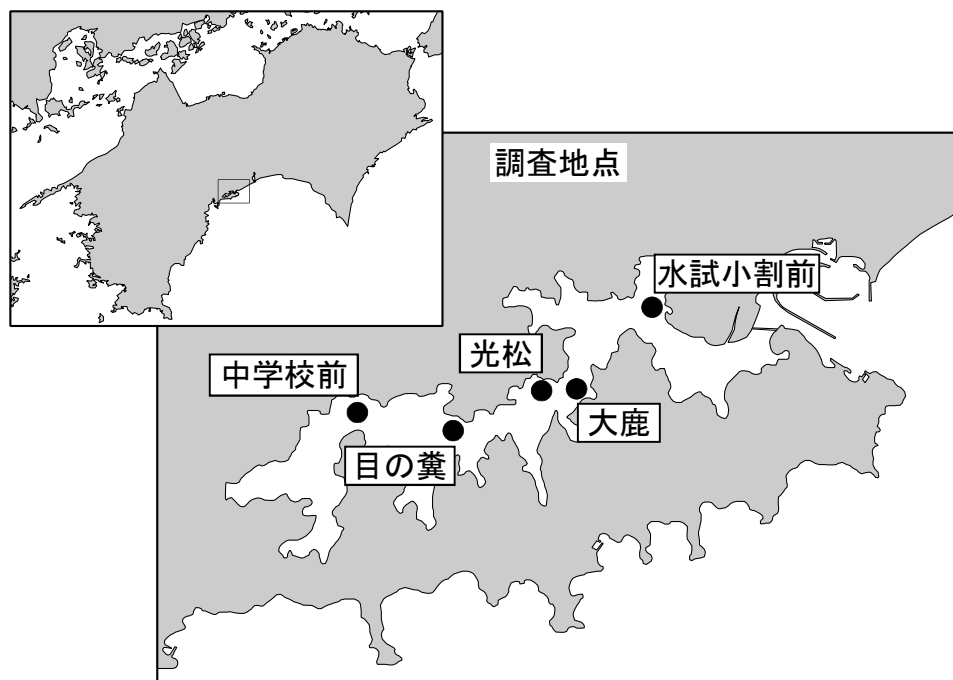 調査地点
水試小割前
光松
中学校前
大鹿
目の糞